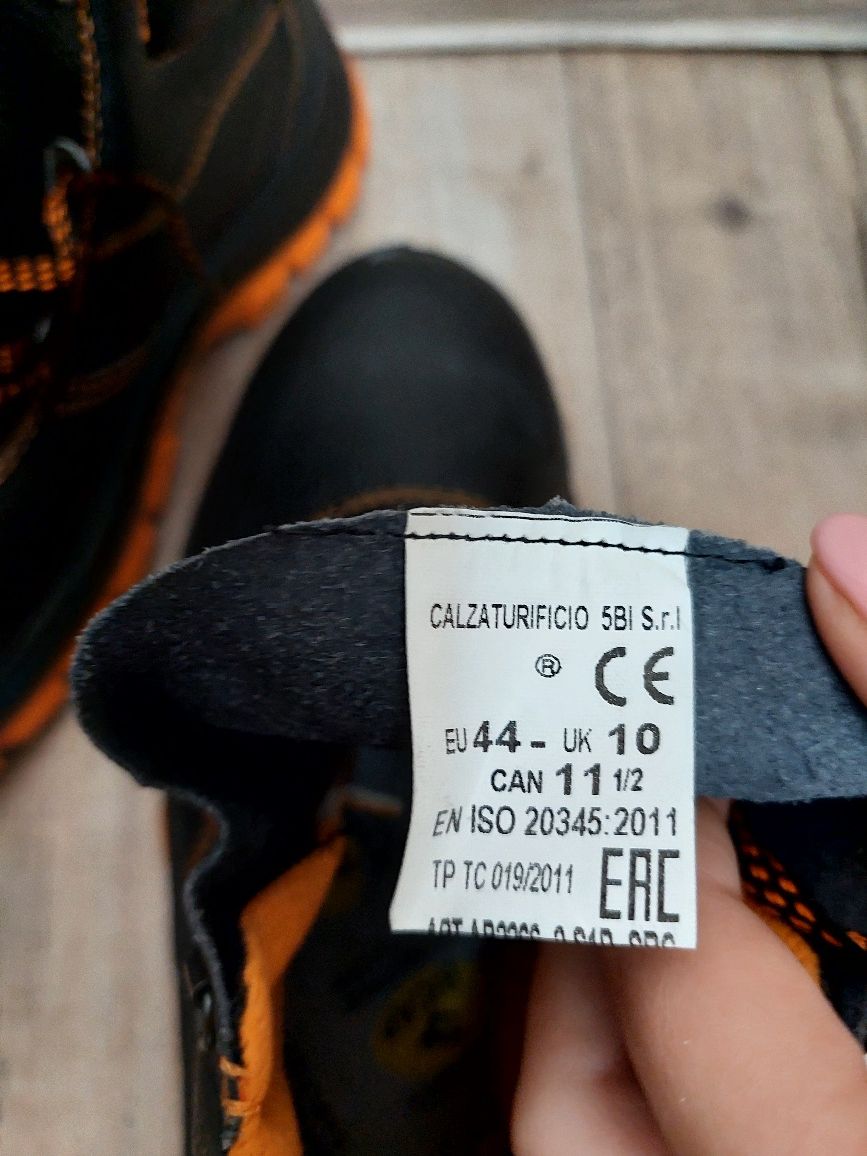 CALZATURIFICIO 5BI S.r.l
® CE
EU 44 - UK 10
CAN 11 1/2
EN ISO 20345:2011
TP TC 019/2011 EAC